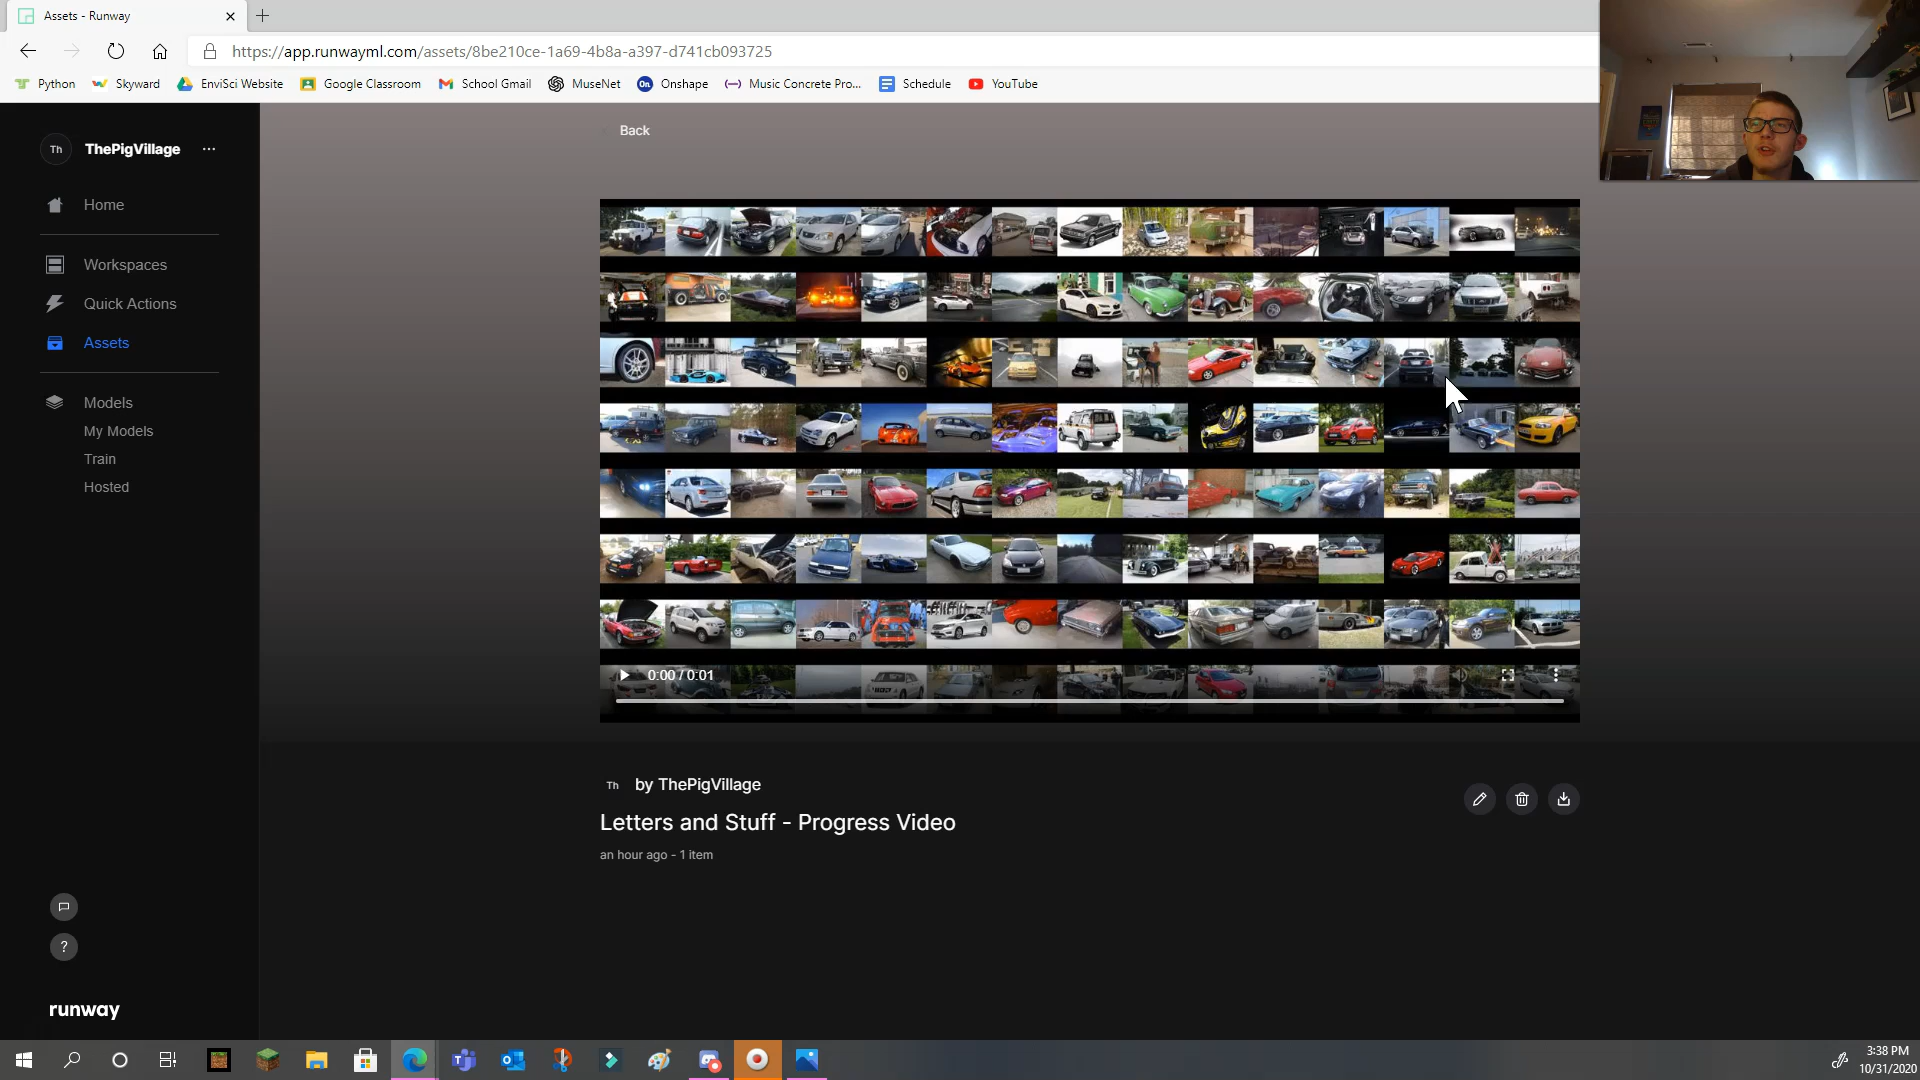 Assets - Runway
https://app.runwayml.com/assets/8be210ce-1a69-4b8a-a397-d741cb093725
Python
Skyward
EnviSci Website
Google Classroom
School Gmail
MuseNet
On
Onshape
Music Concrete Pro...
Schedule
YouTube
Back
Th
ThePigVillage
Home
Workspaces
Quick Actions
Assets
Models
My Models
Train
Hosted
0:00 / 0:01
Th by ThePigVillage
Letters and Stuff - Progress Video
an hour ago - 1 item
?
runway
3:38 PM
10/31/2020